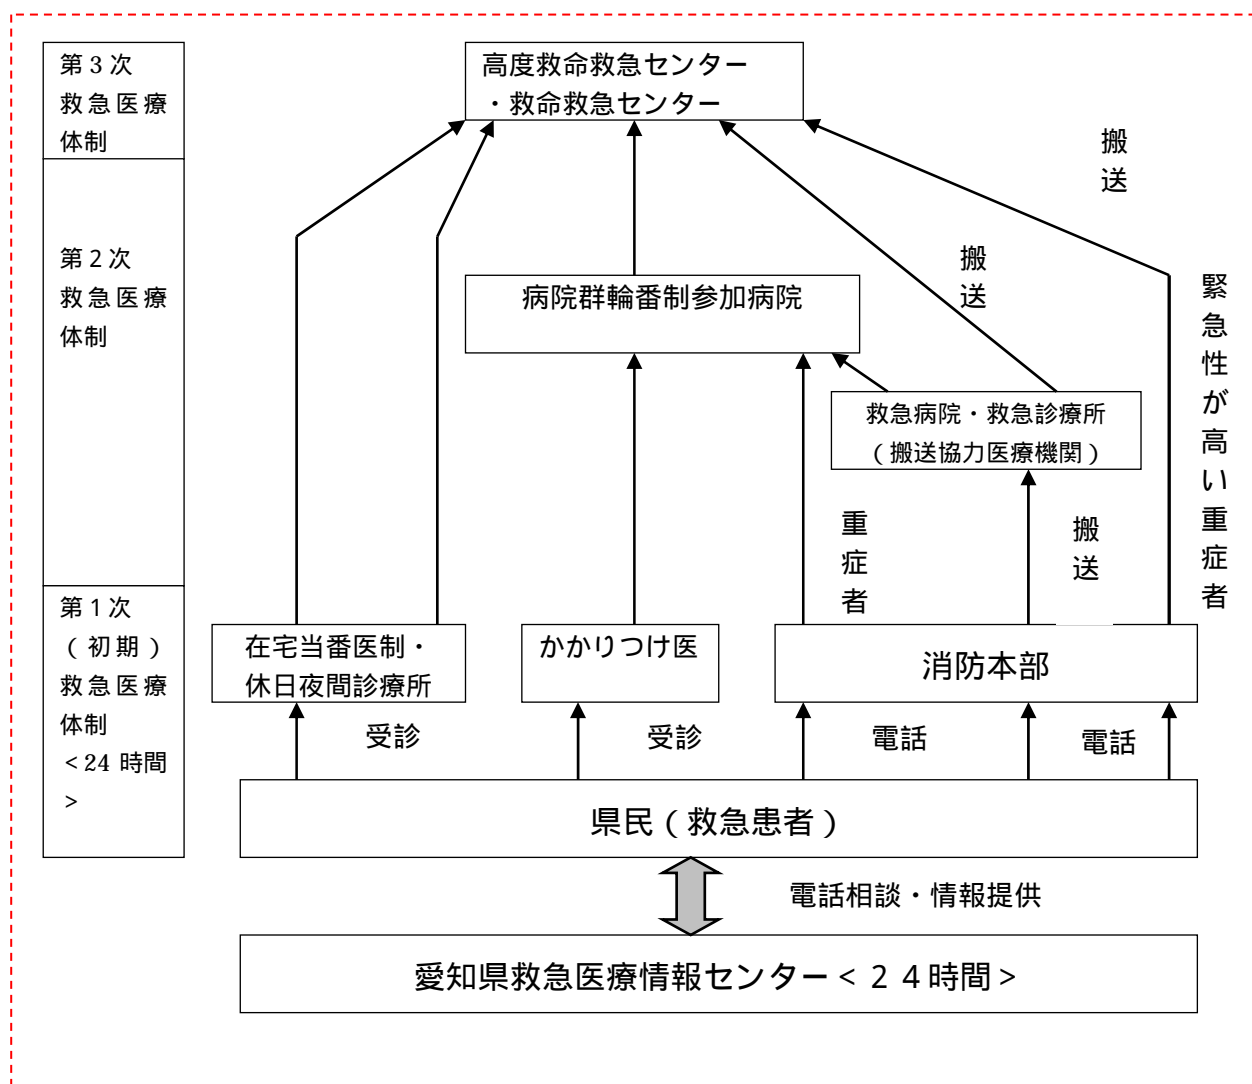 第３次
救急医療
体制
第２次
救急医療
体制
第１次
（初期）
救急医療
体制
＜24 時間
＞
高度救命救急センター
・救命救急センター
搬送
搬送
緊急性が高い重症者
病院群輪番制参加病院
救急病院・救急診療所
（搬送協力医療機関）
重症者
搬送
在宅当番医制・
休日夜間診療所
かかりつけ医
消防本部
受診
受診
電話
電話
県民（救急患者）
電話相談・情報提供
愛知県救急医療情報センター＜２４時間＞